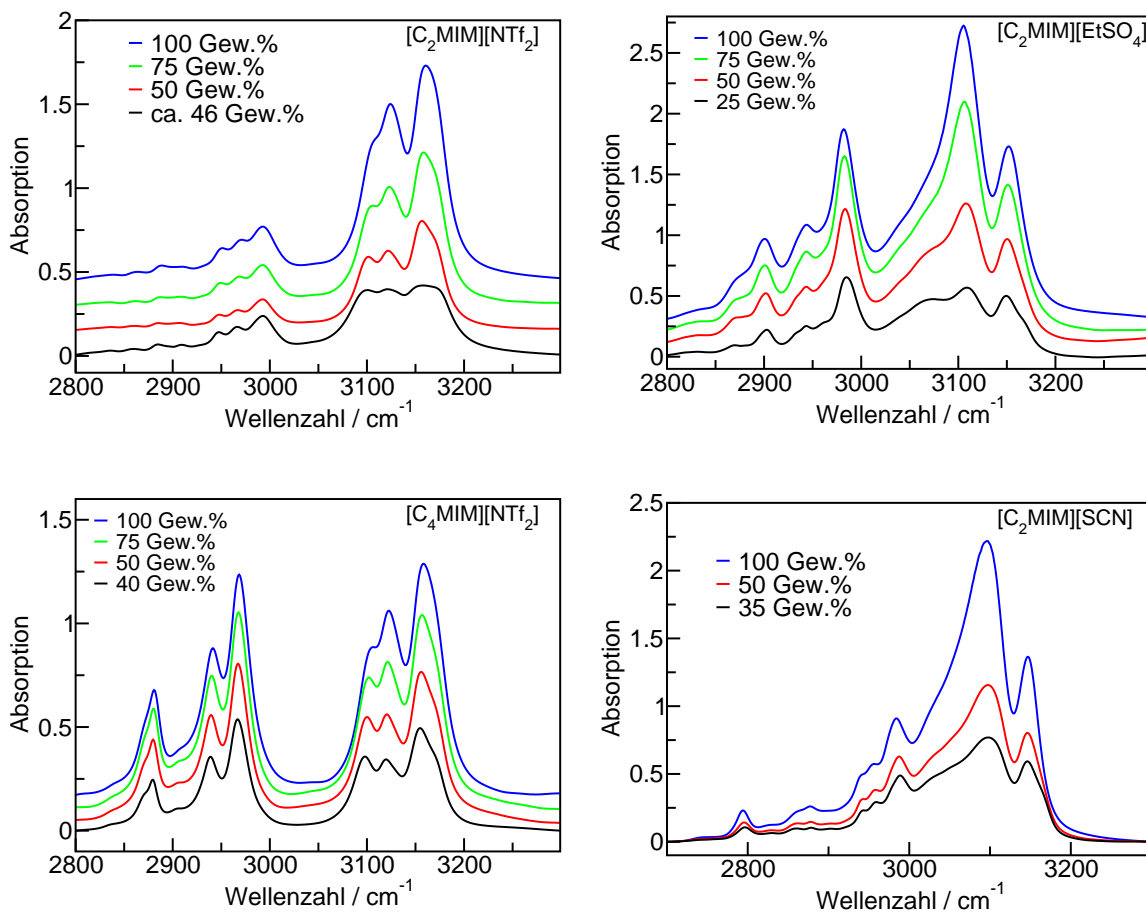 [C2MIM][NTf2]
100 Gew.%
75 Gew.%
50 Gew.%
ca. 46 Gew.%
2
1.5
1
0.5
0
Absorption
2800 2900 3000 3100 3200
Wellenzahl / cm-1
[C2MIM][EtSO4]
100 Gew.%
75 Gew.%
50 Gew.%
25 Gew.%
2.5
2
1.5
1
0.5
0
Absorption
2800 2900 3000 3100 3200
Wellenzahl / cm-1
[C4MIM][NTf2]
100 Gew.%
75 Gew.%
50 Gew.%
40 Gew.%
1.5
1
0.5
0
Absorption
2800 2900 3000 3100 3200
Wellenzahl / cm-1
[C2MIM][SCN]
100 Gew.%
50 Gew.%
35 Gew.%
2.5
2
1.5
1
0.5
0
Absorption
2800 3000 3200
Wellenzahl / cm-1